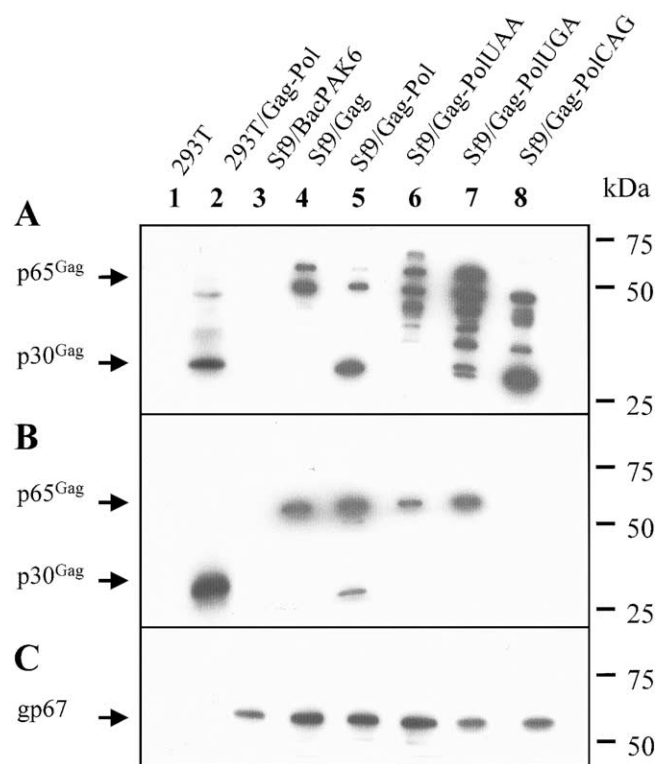 293T
293T/Gag-Pol
Sf9/BacPAK6
Sf9/Gag
Sf9/Gag-Pol
Sf9/Gag-PolUAA
Sf9/Gag-PolUGA
Sf9/Gag-PolCAG
1 2 3 4 5 6 7 8 kDa
A
75
p65Gag
50
p30Gag
25
B
75
p65Gag
50
p30Gag
25
C
75
gp67
50